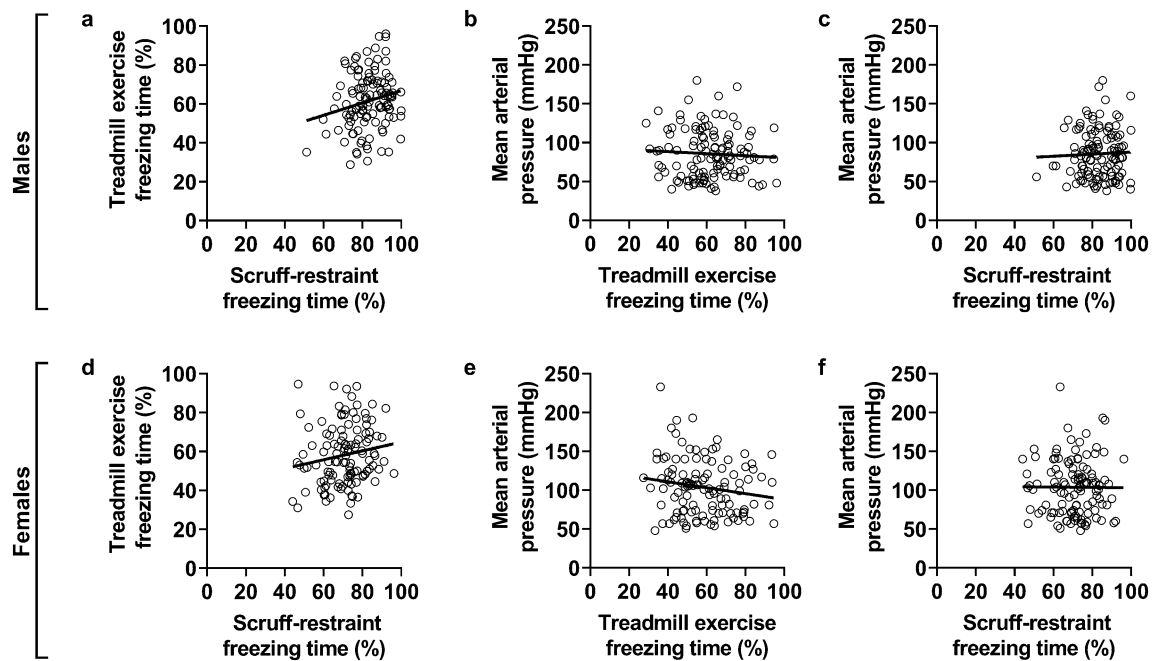 Males
a
Treadmill exercise
freezing time (%)
100
80
60
40
20
0
0 20 40 60 80 100
Scruff-restraint
freezing time (%)
b
Mean arterial
pressure (mmHg)
250
200
150
100
50
0
0 20 40 60 80 100
Treadmill exercise
freezing time (%)
c
Mean arterial
pressure (mmHg)
250
200
150
100
50
0
0 20 40 60 80 100
Scruff-restraint
freezing time (%)
Females
d
Treadmill exercise
freezing time (%)
100
80
60
40
20
0
0 20 40 60 80 100
Scruff-restraint
freezing time (%)
e
Mean arterial
pressure (mmHg)
250
200
150
100
50
0
0 20 40 60 80 100
Treadmill exercise
freezing time (%)
f
Mean arterial
pressure (mmHg)
250
200
150
100
50
0
0 20 40 60 80 100
Scruff-restraint
freezing time (%)